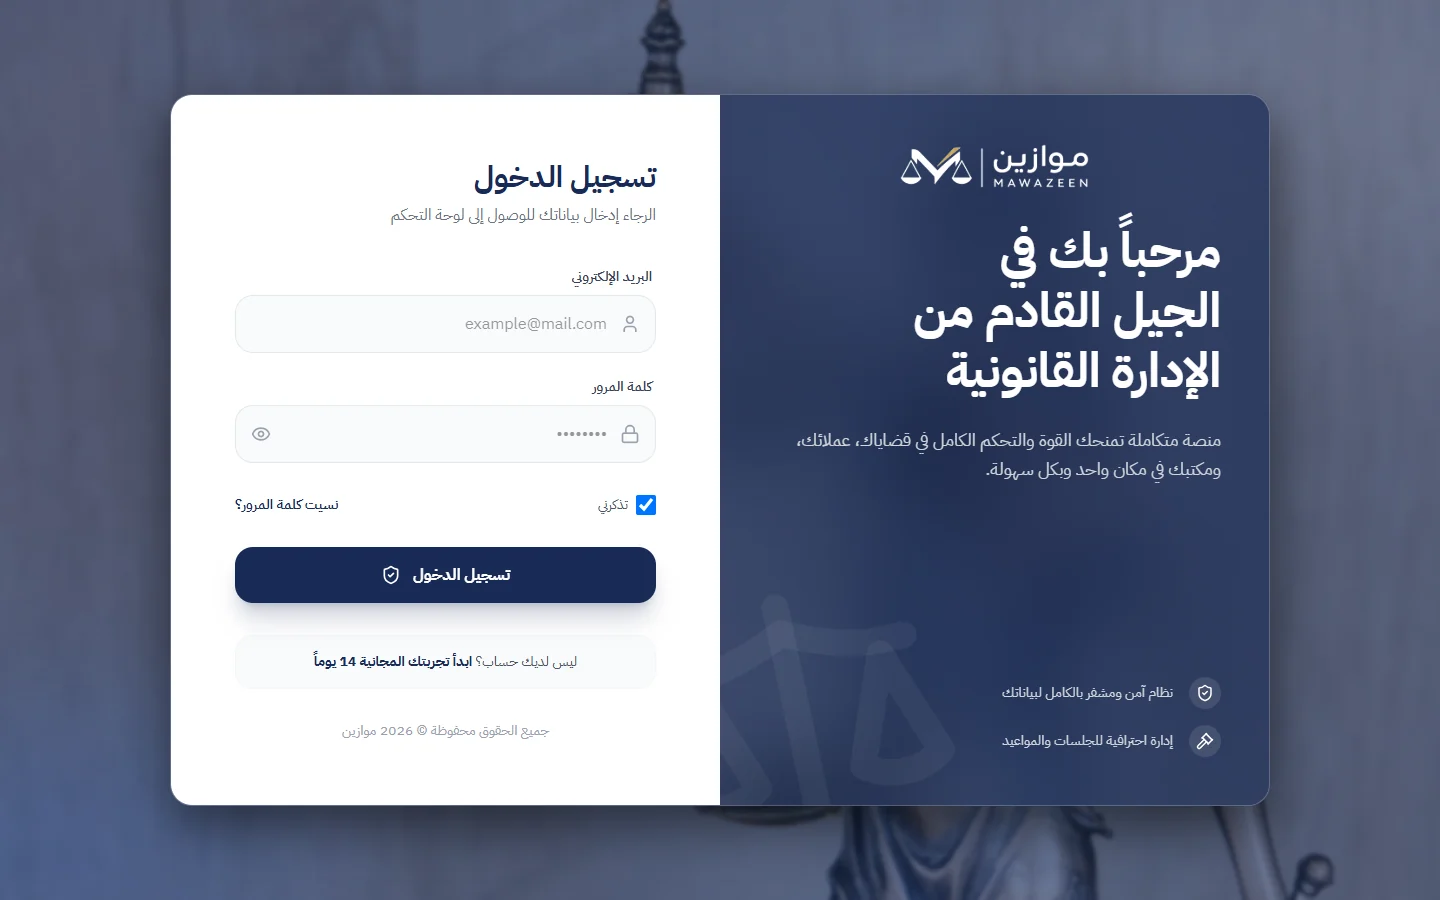 موازين
MAWAZEEN
مرحباً بك في
الجيل القادم من
الإدارة القانونية
منصة متكاملة تمنحك القوة والتحكم الكامل في قضاياك، عملائك،
ومكتبك في مكان واحد وبكل سهولة.
نظام آمن ومشفر بالكامل لبياناتك
إدارة احترافية للجلسات والمواعيد
تسجيل الدخول
الرجاء إدخال بياناتك للوصول إلى لوحة التحكم
البريد الإلكتروني
example@mail.com
كلمة المرور
••••••••
تذكرني
نسيت كلمة المرور؟
تسجيل الدخول
ليس لديك حساب؟ ابدأ تجربتك المجانية 14 يوماً
جميع الحقوق محفوظة © 2026 موازين